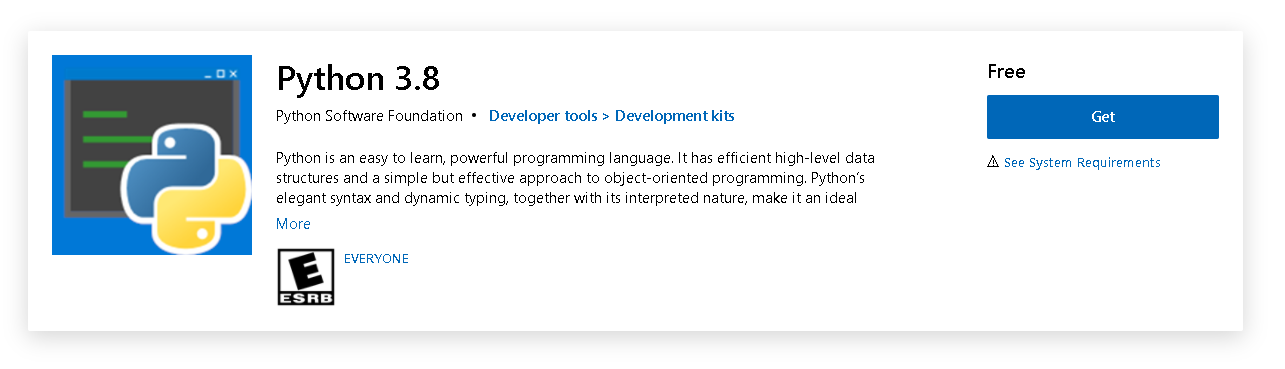 Python 3.8
Python Software Foundation • Developer tools > Development kits
Python is an easy to learn, powerful programming language. It has efficient high-level data
structures and a simple but effective approach to object-oriented programming. Python's
elegant syntax and dynamic typing, together with its interpreted nature, make it an ideal
More
E
ESRB
EVERYONE
Free
Get
See System Requirements